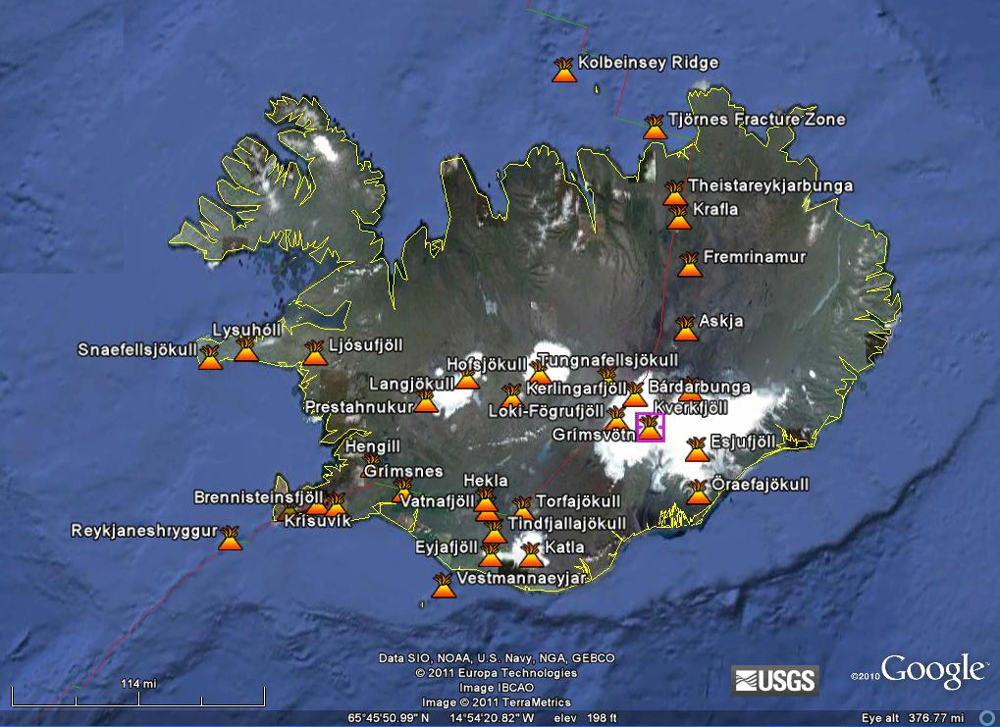 Kolbeinsey Ridge
Tjörnes Fracture Zone
Theistareykjarbunga
Krafla
Fremrinamur
Askja
Lysuhóll
Snaefellsjökull
Ljósufjöll
Hofsjökull
Tungnafellsjökull
Langjökull
Kerlingarfjöll
Bárdarbunga
Prestahnukur
Loki-Fögrufjöll
Kverkfjöll
Grímsvötn
Esjufjöll
Hengill
Grímsnes
Hekla
Öraefajökull
Brennisteinsfjöll
Vatnafjöll
Torfajökull
Krísuvík
Tindfjallajökull
Reykjaneshryggur
Eyjafjöll
Katla
Vestmannaeyjar
Data SIO, NOAA, U.S. Navy, NGA, GEBCO
© 2011 Europa Technologies
Image IBCAO
Image © 2011 TerraMetrics
114 mi
USGS
©2010 Google
65°45'50.99" N 14°54'20.82" W elev 198 ft
Eye alt 376.77 mi